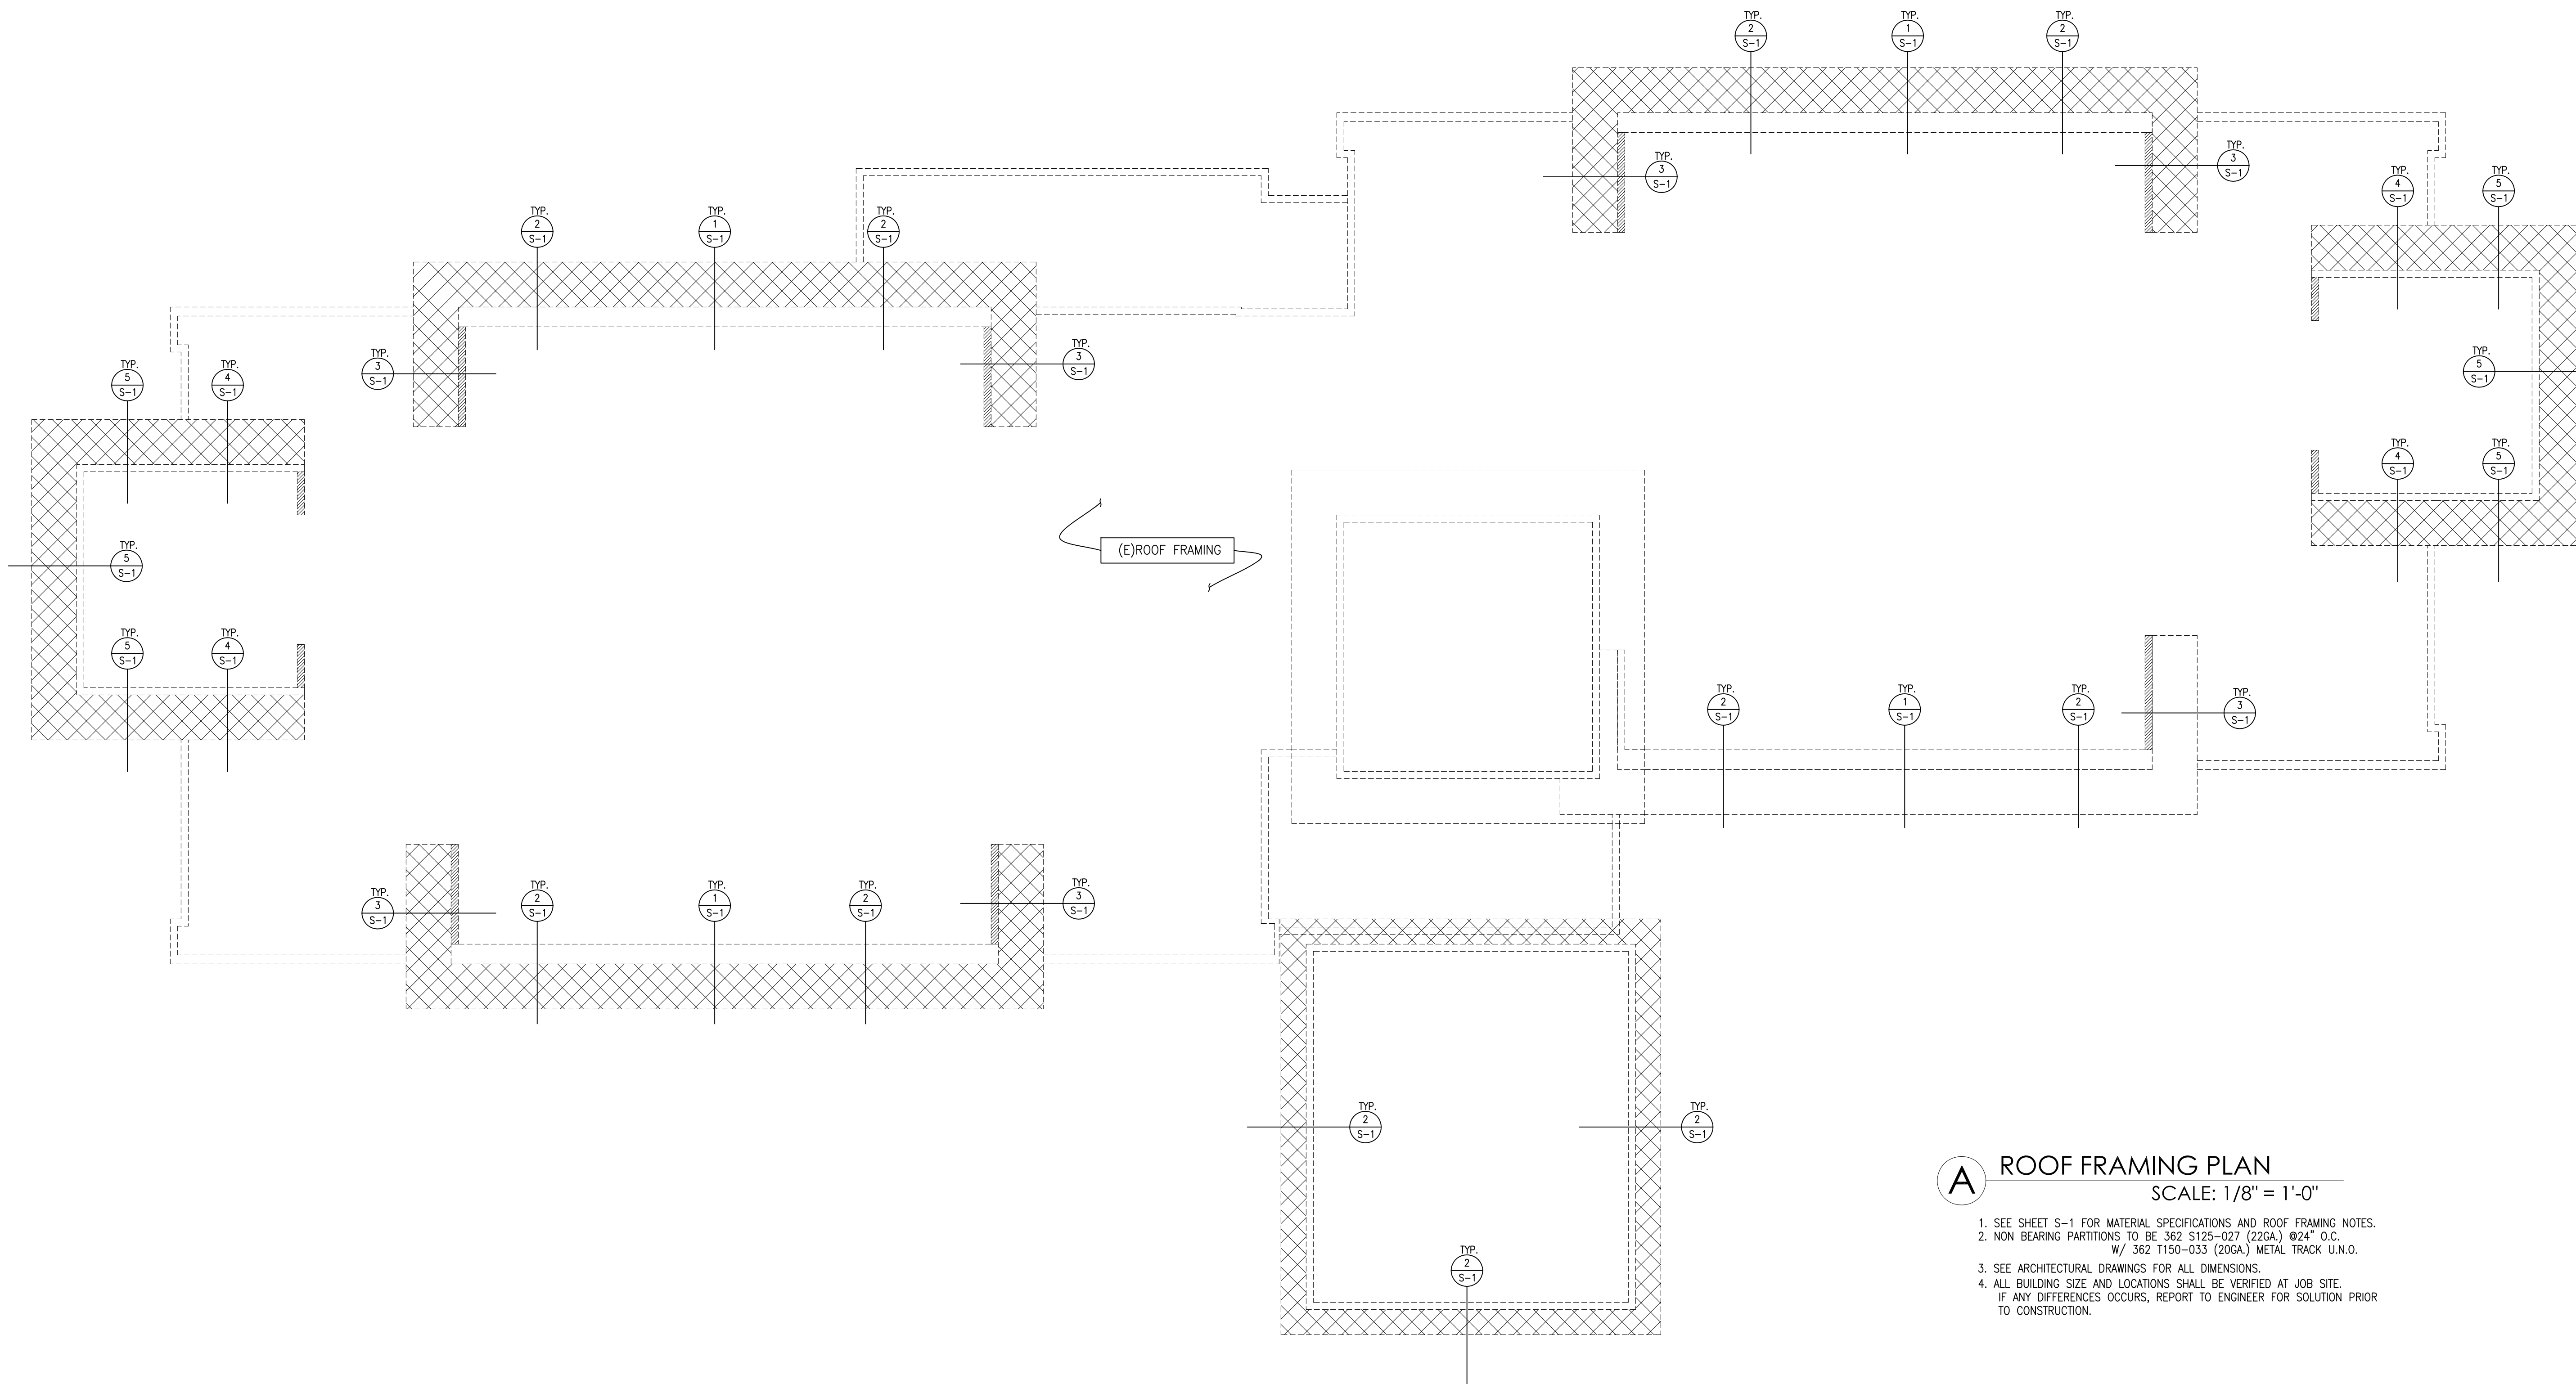 TYP.
2
S-1
TYP.
1
S-1
TYP.
2
S-1
TYP.
3
S-1
TYP.
3
S-1
TYP.
4
S-1
TYP.
5
S-1
TYP.
2
S-1
TYP.
1
S-1
TYP.
2
S-1
TYP.
3
S-1
TYP.
3
S-1
TYP.
5
S-1
TYP.
5
S-1
TYP.
4
S-1
TYP.
4
S-1
TYP.
5
S-1
(E)ROOF FRAMING
TYP.
5
S-1
TYP.
5
S-1
TYP.
4
S-1
TYP.
2
S-1
TYP.
1
S-1
TYP.
2
S-1
TYP.
3
S-1
TYP.
3
S-1
TYP.
2
S-1
TYP.
1
S-1
TYP.
2
S-1
TYP.
3
S-1
TYP.
2
S-1
TYP.
2
S-1
TYP.
2
S-1
A
ROOF FRAMING PLAN
SCALE: 1/8" = 1'-0"
1. SEE SHEET S-1 FOR MATERIAL SPECIFICATIONS AND ROOF FRAMING NOTES.
2. NON BEARING PARTITIONS TO BE 362 S125-027 (22GA.) @24" O.C.
W/ 362 T150-033 (20GA.) METAL TRACK U.N.O.
3. SEE ARCHITECTURAL DRAWINGS FOR ALL DIMENSIONS.
4. ALL BUILDING SIZE AND LOCATIONS SHALL BE VERIFIED AT JOB SITE.
IF ANY DIFFERENCES OCCURS, REPORT TO ENGINEER FOR SOLUTION PRIOR
TO CONSTRUCTION.